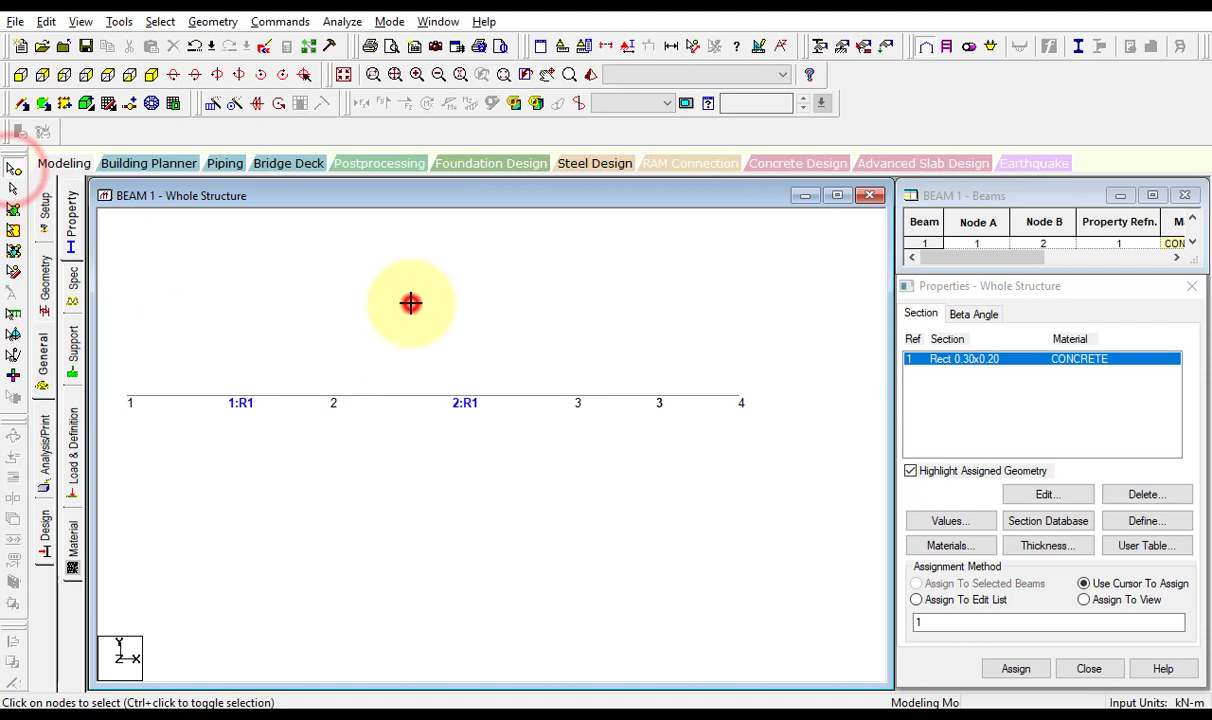 File Edit View Tools Select Geometry Commands Analyze Mode Window Help
Modeling Building Planner Piping Bridge Deck Postprocessing Foundation Design Steel Design RAM Connection Concrete Design Advanced Slab Design Earthquake
BEAM 1 - Whole Structure
BEAM 1 - Beams
Beam Node A Node B Property Refn. M
1 1 2 1 CON
Properties - Whole Structure
Section Beta Angle
Ref Section Material
1 Rect 0.30x0.20 CONCRETE
Highlight Assigned Geometry
Edit... Delete...
Values... Section Database Define...
Materials... Thickness... User Table...
Assignment Method
Assign To Selected Beams Use Cursor To Assign
Assign To Edit List Assign To View
1
Assign Close Help
Setup
Geometry
General
Analysis/Print
Design
Property
Spec
Support
Load & Definition
Material
1 1:R1 2 2:R1 3 3 4
Y
Z X
Click on nodes to select (Ctrl+click to toggle selection) Modeling Mo Input Units: kN-m